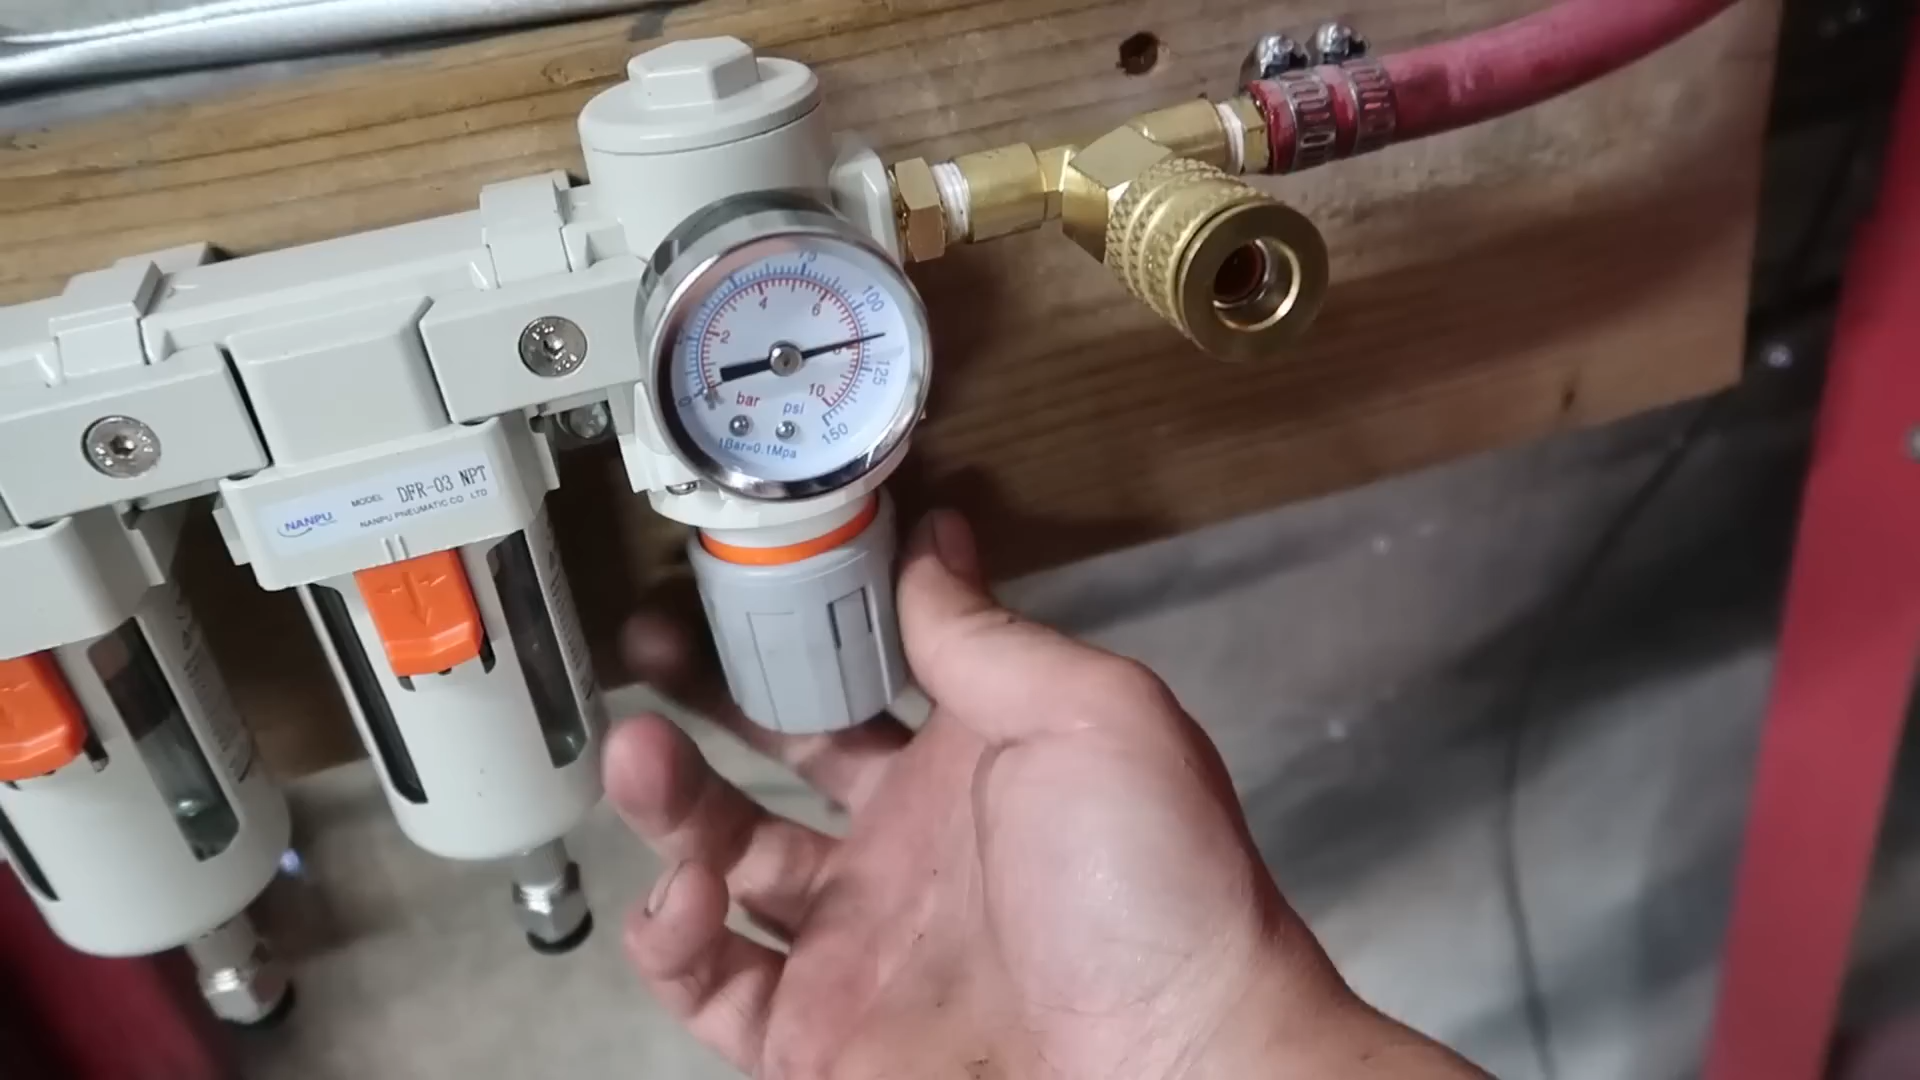 75
100
4
6
2
8
125
0
10
bar
psi
150
1Bar=0.1Mpa
MODEL DFR-03 NPT
NANPU
NANPU PNEUMATIC CO LTD